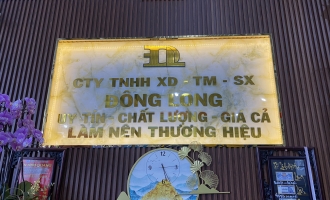 CTY TNHH XD - TM - SX
ĐÔNG LONG
UY TÍN - CHẤT LƯỢNG - GIÁ CẢ
LÀM NÊN THƯƠNG HIỆU